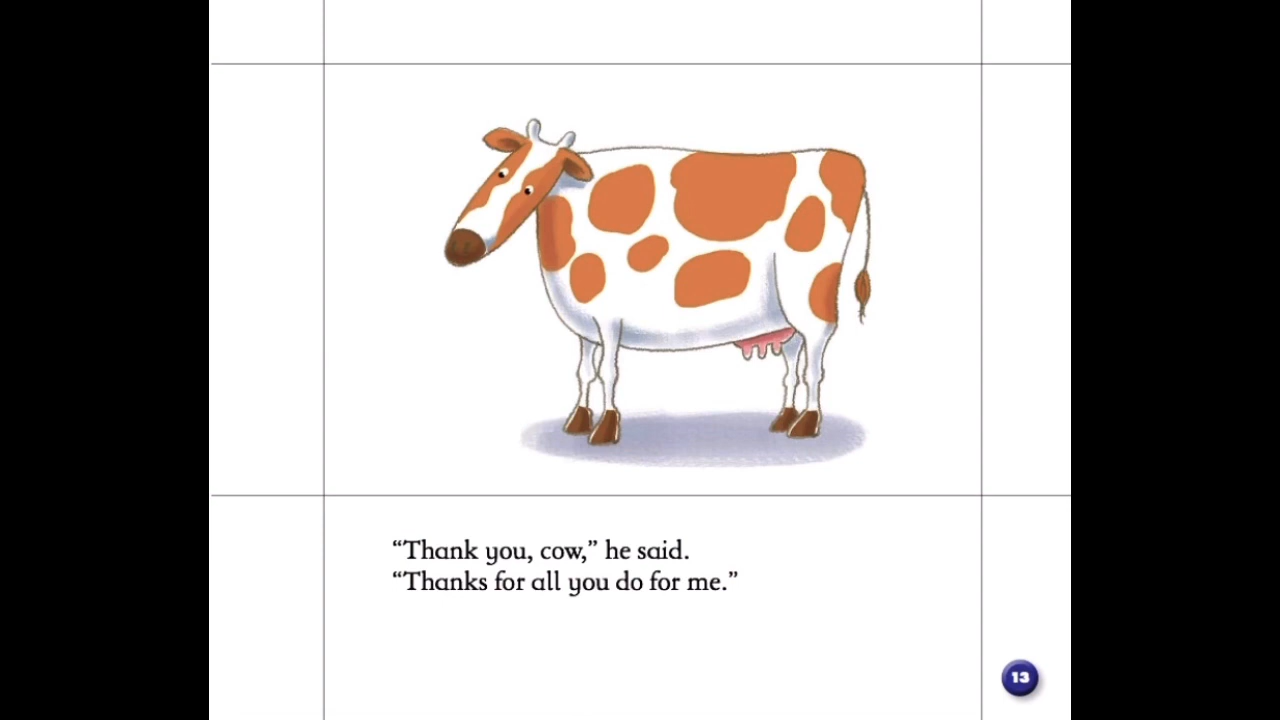 “Thank you, cow,” he said.
“Thanks for all you do for me.”
13